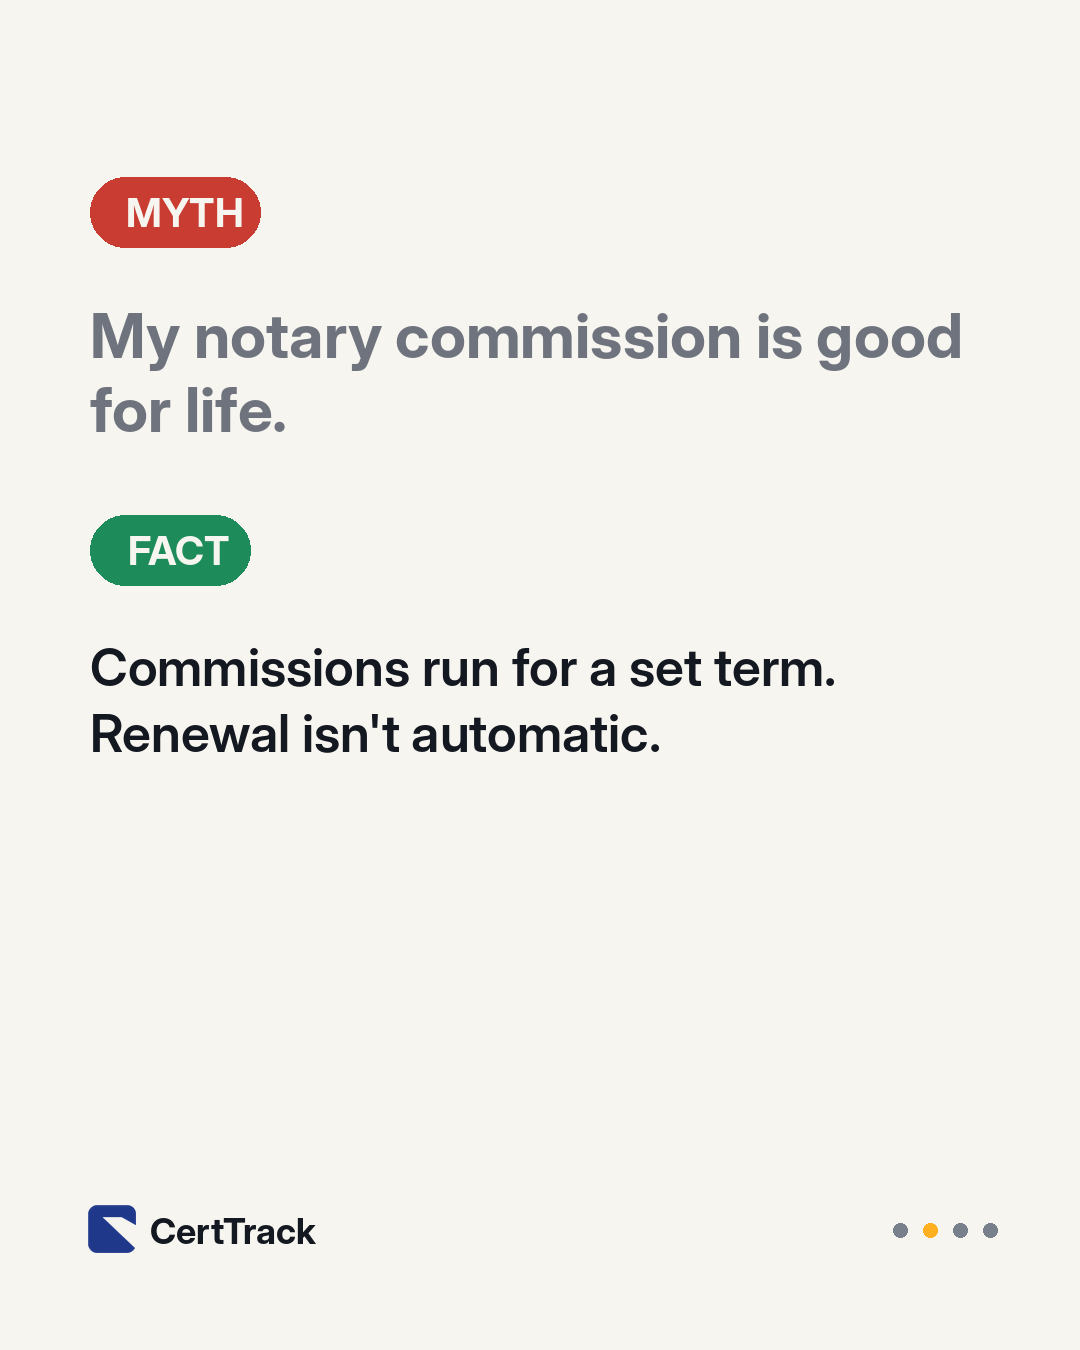 MYTH
My notary commission is good
for life.
FACT
Commissions run for a set term.
Renewal isn't automatic.
CertTrack